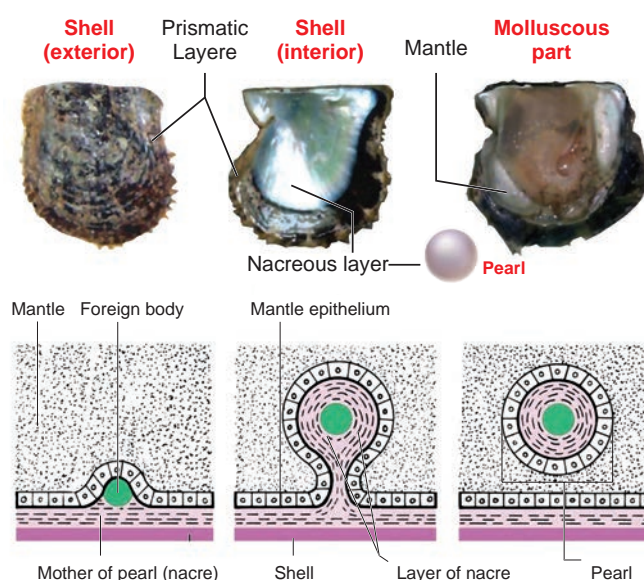 Shell
(exterior)
Prismatic
Layere
Shell
(interior)
Mantle
Molluscous
part
Nacreous layer
Pearl
Mantle
Foreign body
Mantle epithelium
Mother of pearl (nacre)
Shell
Layer of nacre
Pearl